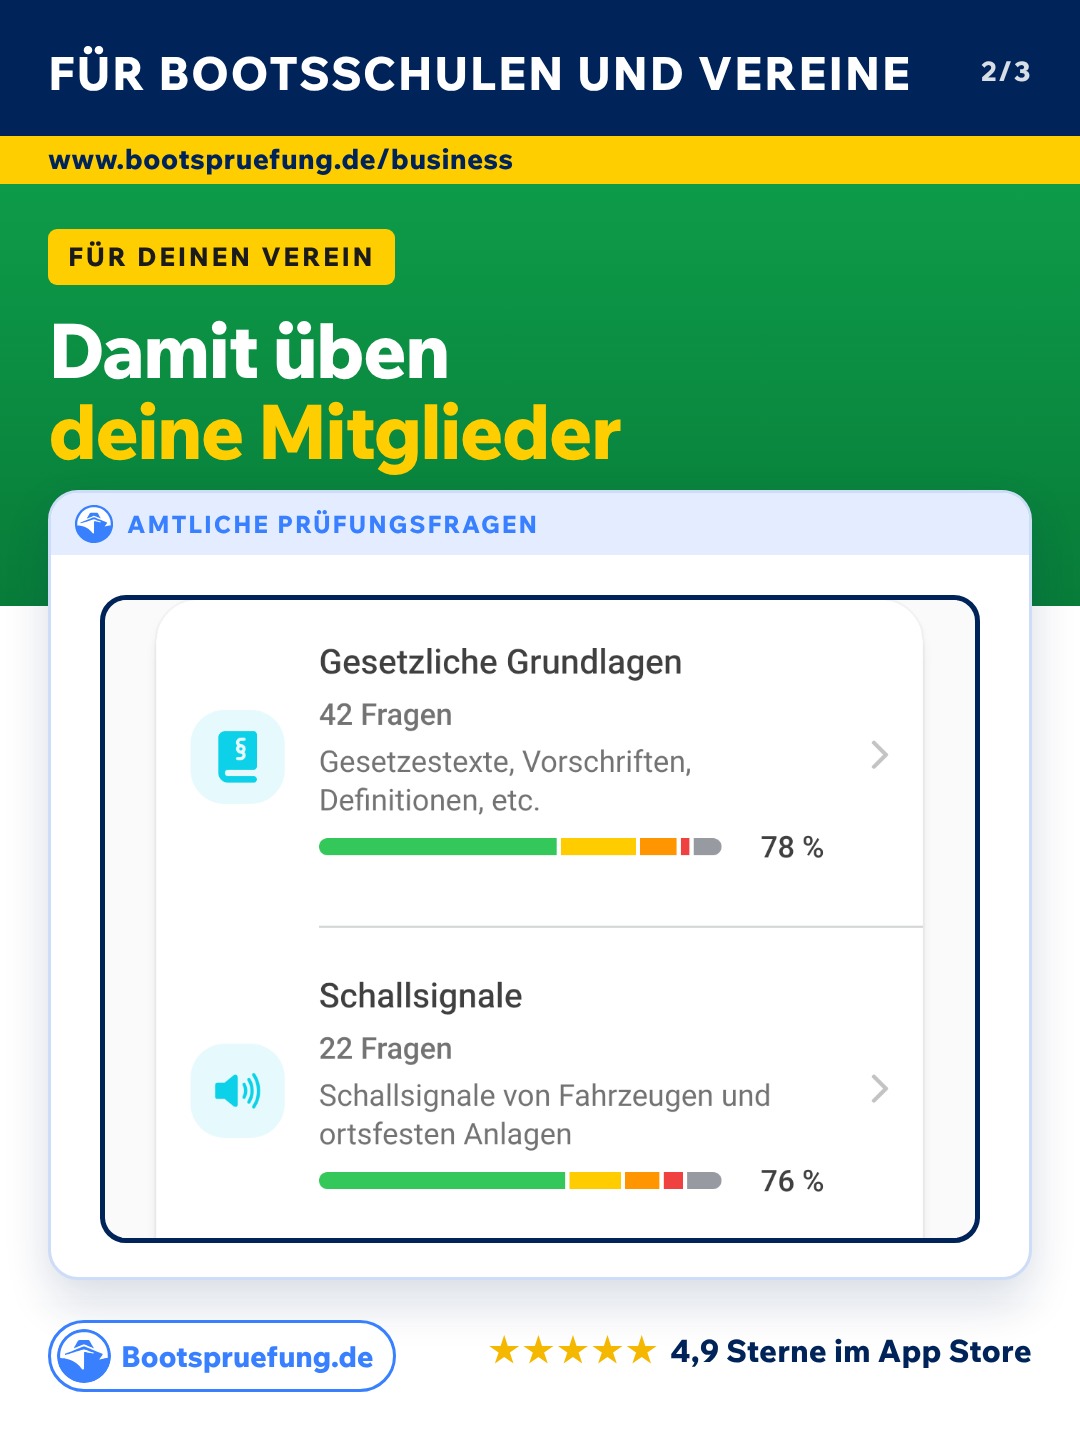 FÜR BOOTSSCHULEN UND VEREINE
2/3
www.bootspruefung.de/business
FÜR DEINEN VEREIN
Damit üben
deine Mitglieder
AMTLICHE PRÜFUNGSFRAGEN
Gesetzliche Grundlagen
42 Fragen
Gesetzestexte, Vorschriften,
Definitionen, etc.
78 %
Schallsignale
22 Fragen
Schallsignale von Fahrzeugen und
ortsfesten Anlagen
76 %
Bootspruefung.de
★★★★★ 4,9 Sterne im App Store